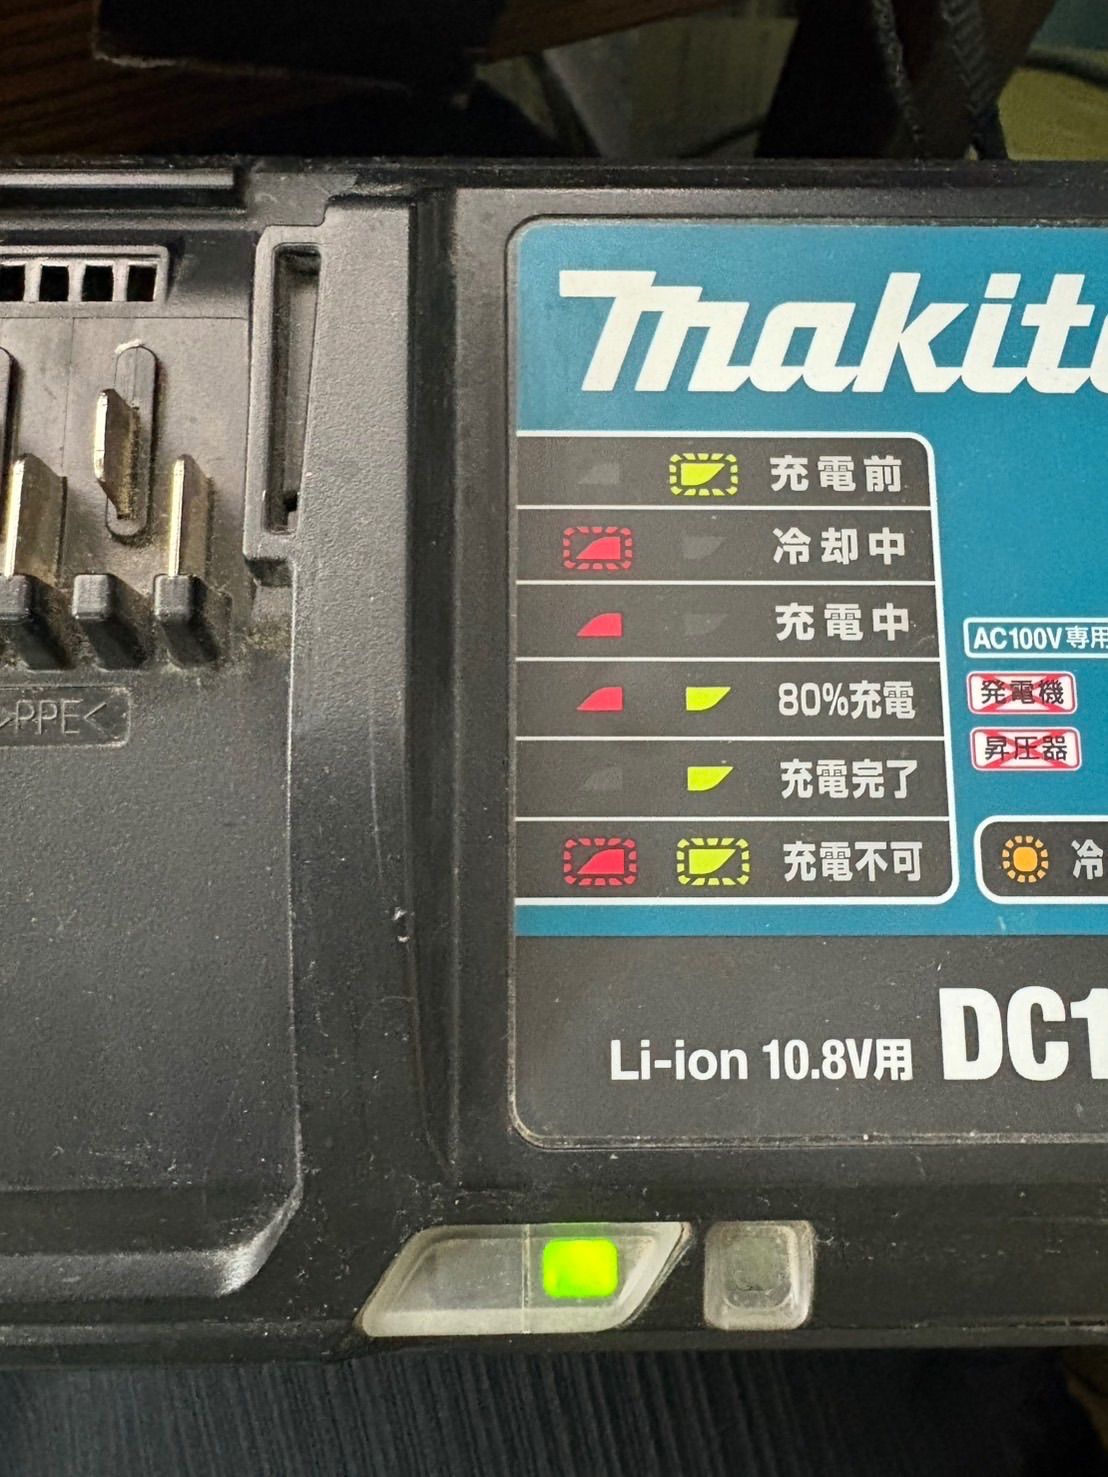 makita
充電前
冷却中
充電中
80%充電
充電完了
充電不可
AC100V専用
発電機
昇圧器
冷
Li-ion 10.8V用 DC1
>PPE<